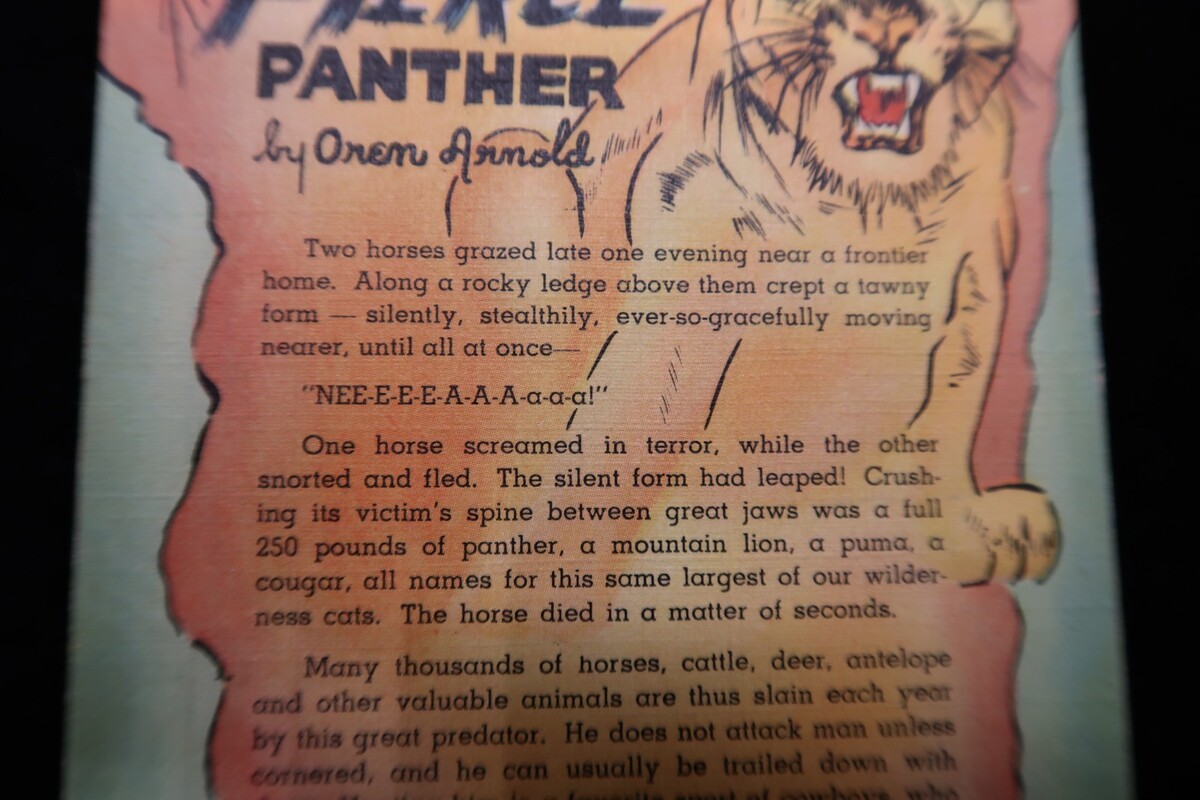 PANTHER
by Oren Arnold
Two horses grazed late one evening near a frontier
home. Along a rocky ledge above them crept a tawny
form — silently, stealthily, ever-so-gracefully moving
nearer, until all at once—
"NEE-E-E-E-A-A-A-a-a-a!"
One horse screamed in terror, while the other
snorted and fled. The silent form had leaped! Crush-
ing its victim's spine between great jaws was a full
250 pounds of panther, a mountain lion, a puma, a
cougar, all names for this same largest of our wilder-
ness cats. The horse died in a matter of seconds.
Many thousands of horses, cattle, deer, antelope
and other valuable animals are thus slain each year
by this great predator. He does not attack man unless
cornered, and he can usually be trailed down with
is a favorite sport of cowboys, who